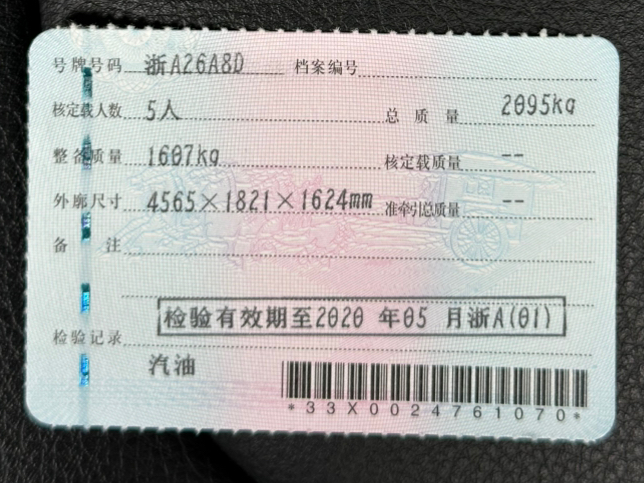 号牌号码 浙A26A8D 档案编号
核定载人数 5人 总质量 2095kg
整备质量 1607kg 核定载质量 --
外廓尺寸 4565×1821×1624mm 准牵引总质量 --
备注
检验有效期至2020 年05 月浙A(01)
检验记录
汽油
*33X0024761070*